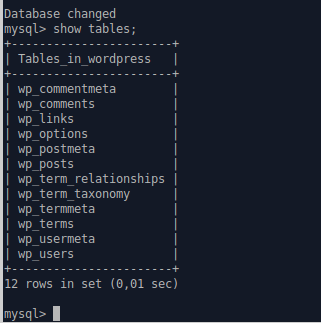 Database changed
mysql> show tables;
+-----------------------+
| Tables_in_wordpress   |
+-----------------------+
| wp_commentmeta        |
| wp_comments           |
| wp_links              |
| wp_options            |
| wp_postmeta           |
| wp_posts              |
| wp_term_relationships |
| wp_term_taxonomy      |
| wp_termmeta           |
| wp_terms              |
| wp_usermeta           |
| wp_users              |
+-----------------------+
12 rows in set (0,01 sec)
mysql>